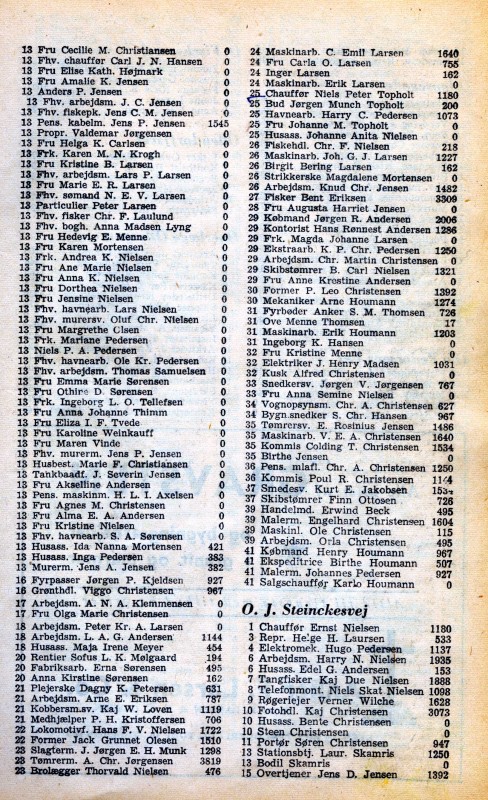 13 Fru Cecilie M. Christiansen 0
13 Fhv. chauffør Carl J. N. Hansen 0
13 Fru Elise Kath. Højmark 0
13 Fru Amalie K. Jensen 0
13 Anders P. Jensen 0
13 Fhv. arbejdsm. J. C. Jensen 0
13 Fhv. fiskepk. Jens C. M. Jensen 0
13 Pens. kabelm. Jens P. Jensen 1545
13 Propr. Valdemar Jørgensen 0
13 Fru Helga K. Carlsen 0
13 Frk. Karen M. N. Krogh 0
13 Fru Kristine B. Larsen 0
13 Fhv. arbejdsm. Lars P. Larsen 0
13 Fru Marie E. R. Larsen 0
13 Fhv. sømand N. E. V. Larsen 0
13 Particulier Peter Larsen 0
13 Fhv. fisker Chr. F. Laulund 0
13 Fhv. bogh. Anna Madsen Lyng 0
13 Fru Hedevig E. Menne 0
13 Fru Karen Mortensen 0
13 Frk. Andrea K. Nielsen 0
13 Fru Ane Marie Nielsen 0
13 Fru Anna K. Nielsen 0
13 Fru Dorthea Nielsen 0
13 Fru Jensine Nielsen 0
13 Fhv. havnearb. Lars Nielsen 0
13 Fhv. murersv. Oluf Chr. Nielsen 0
13 Fru Margrethe Olsen 0
13 Frk. Mariane Pedersen 0
13 Niels P. A. Pedersen 0
13 Fhv. havnearb. Ole Kr. Pedersen 0
13 Fhv. arbejdsm. Thomas Samuelsen 0
13 Fru Emma Marie Sørensen 0
13 Fru Othire D. Sørensen 0
13 Frk. Ingeborg L. O. Tellefsen 0
13 Fru Anna Johanne Thimm 0
13 Fru Eliza I. F. Tvede 0
13 Fru Karoline Weinkauff 0
13 Fru Maren Vinde 0
13 Fhv. murerm. Jens P. Jensen 0
13 Husbest. Marie F. Christiansen 0
13 Tankbaadf. J. Severin Jensen 0
13 Fru Akselline Andersen 0
13 Pens. maskinm. H. L. I. Axelsen 0
13 Fru Agnes M. Christensen 0
13 Fru Alma E. A. Andersen 0
13 Fru Kristine Nielsen 0
13 Fhv. havnearb. S. A. Sørensen 0
13 Husass. Ida Nanna Mortensen 421
13 Husass. Inga Pedersen 383
13 Murerm. Jens A. Jensen 382
16 Fyrpasser Jørgen P. Kjeldsen 927
16 Grønthdl. Viggo Christensen 967
17 Arbejdsm. A. N. A. Klemmensen 0
17 Fru Olga Marie Christensen 0
18 Arbejdsm. Peter Kr. A. Larsen 0
18 Arbejdsm. L. A. G. Andersen 1144
18 Husass. Maja Irene Meyer 454
20 Rentier Sofus L. K. Mølgaard 194
20 Fabriksarb. Erna Sørensen 495
20 Anna Kirstine Sørensen 162
21 Plejerske Dagny K. Petersen 631
21 Arbejdsm. Arne E. Eriksen 787
21 Kobbersm.sv. Kaj W. Loven 1119
21 Medhjælper P. H. Kristoffersen 706
22 Lokomotivf. Hans F. V. Nielsen 1722
22 Former Jack Grunnet Olesen 1510
23 Slagterm. J. Jørgen E. H. Munk 1298
23 Tømrerm. A. Chr. Jørgensen 3819
23 Brolægger Thorvald Nielsen 476
24 Maskinarb. C. Emil Larsen 1640
24 Fru Carla O. Larsen 755
24 Inger Larsen 162
24 Maskinarb. Erik Larsen 0
25 Chauffør Niels Peter Topholt 1180
25 Bud Jørgen Munch Topholt 200
25 Havnearb. Harry C. Pedersen 1073
25 Fru Johanne M. Topholt 0
25 Husass. Johanne Anita Nielsen 0
26 Fiskehdl. Chr. F. Nielsen 218
26 Maskinarb. Joh. G. J. Larsen 1227
26 Birgit Bering Larsen 162
26 Strikkerske Magdalene Mortensen 0
26 Arbejdsm. Knud Chr. Jensen 1482
27 Fisker Bent Eriksen 3309
28 Fru Augusta Harriet Jensen 0
29 Købmand Jørgen R. Andersen 2006
29 Kontorist Hans Rønnest Andersen 1286
29 Frk. Magda Johanne Larsen 0
29 Ekstraarb. K. P. Chr. Pedersen 1250
29 Arbejdsm. Chr. Martin Christensen 0
29 Skibstømrer B. Carl Nielsen 1321
29 Fru Anne Krestine Andersen 0
30 Former P. Leo Christensen 1392
30 Mekaniker Arne Houmann 1274
31 Fyrbøder Anker S. M. Thomsen 726
31 Ove Menne Thomsen 17
31 Maskinarb. Erik Houmann 1203
31 Ingeborg K. Hansen 0
32 Fru Kristine Menne 0
32 Elektriker J. Henry Madsen 1031
32 Kusk Alfred Christensen 0
33 Snedkersv. Jørgen V. Jørgensen 767
33 Fru Anna Semine Nielsen 0
34 Vognopsynsm. Chr. A. Christensen 627
34 Bygn.snedker S. Chr. Hansen 967
35 Tømrersv. E. Rosinius Jensen 1486
35 Maskinarb. V. E. A. Christensen 1640
35 Kommis Colding T. Christensen 1534
35 Birthe Jensen 0
36 Pens. mlafl. Chr. A. Christensen 1250
36 Kommis Poul R. Christensen 1144
37 Smedesv. Kurt E. Jakobsen
37 Skibstømrer Finn Ottosen 726
39 Handelmd. Erwind Beck 495
39 Malerm. Engelhard Christensen 1604
39 Maskinl. Ole Christensen 115
39 Arbejdsm. Orla Christensen 495
41 Købmand Henry Houmann 967
41 Ekspeditrice Birthe Houmann 507
41 Malerm. Johannes Pedersen 927
41 Salgschauffør Karlo Houmann 0
O. J. Steinckesvej
1 Chauffør Ernst Nielsen 1180
3 Repr. Helge H. Laursen 533
4 Elektromek. Hugo Pedersen 1137
6 Arbejdsm. Harry N. Nielsen 1935
6 Husass. Edel G. Andersen 153
7 Tangfisker Kaj Due Nielsen 1888
8 Telefonmont. Niels Skat Nielsen 1098
9 Røgeriejer Verner Wilche 1628
10 Fotohdl. Kaj Christensen 3073
10 Husass. Bente Christensen 0
10 Steen Christensen 0
11 Portør Søren Christensen 947
13 Stationsbtj. Laur. Skamris 1250
13 Bodil Skamris 0
15 Overtjener Jens D. Jensen 1392